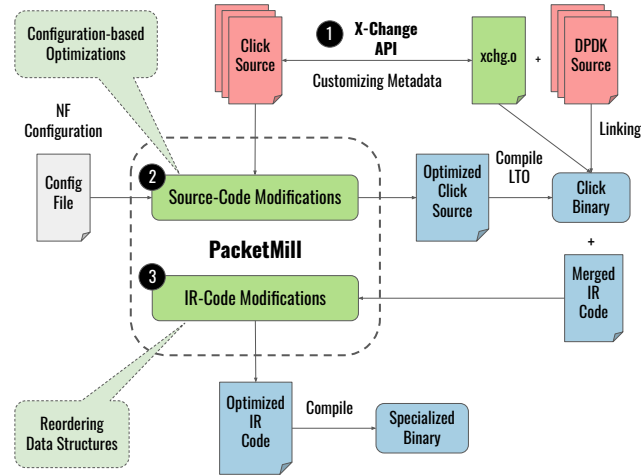 Configuration-based
Optimizations
Click
Source
1
X-Change
API
Customizing Metadata
xchg.o
+
DPDK
Source
NF
Configuration
Linking
Config
File
2
Source-Code Modifications
Optimized
Click
Source
Compile
LTO
Click
Binary
PacketMill
+
3
IR-Code Modifications
Merged
IR
Code
Reordering
Data Structures
Optimized
IR
Code
Compile
Specialized
Binary